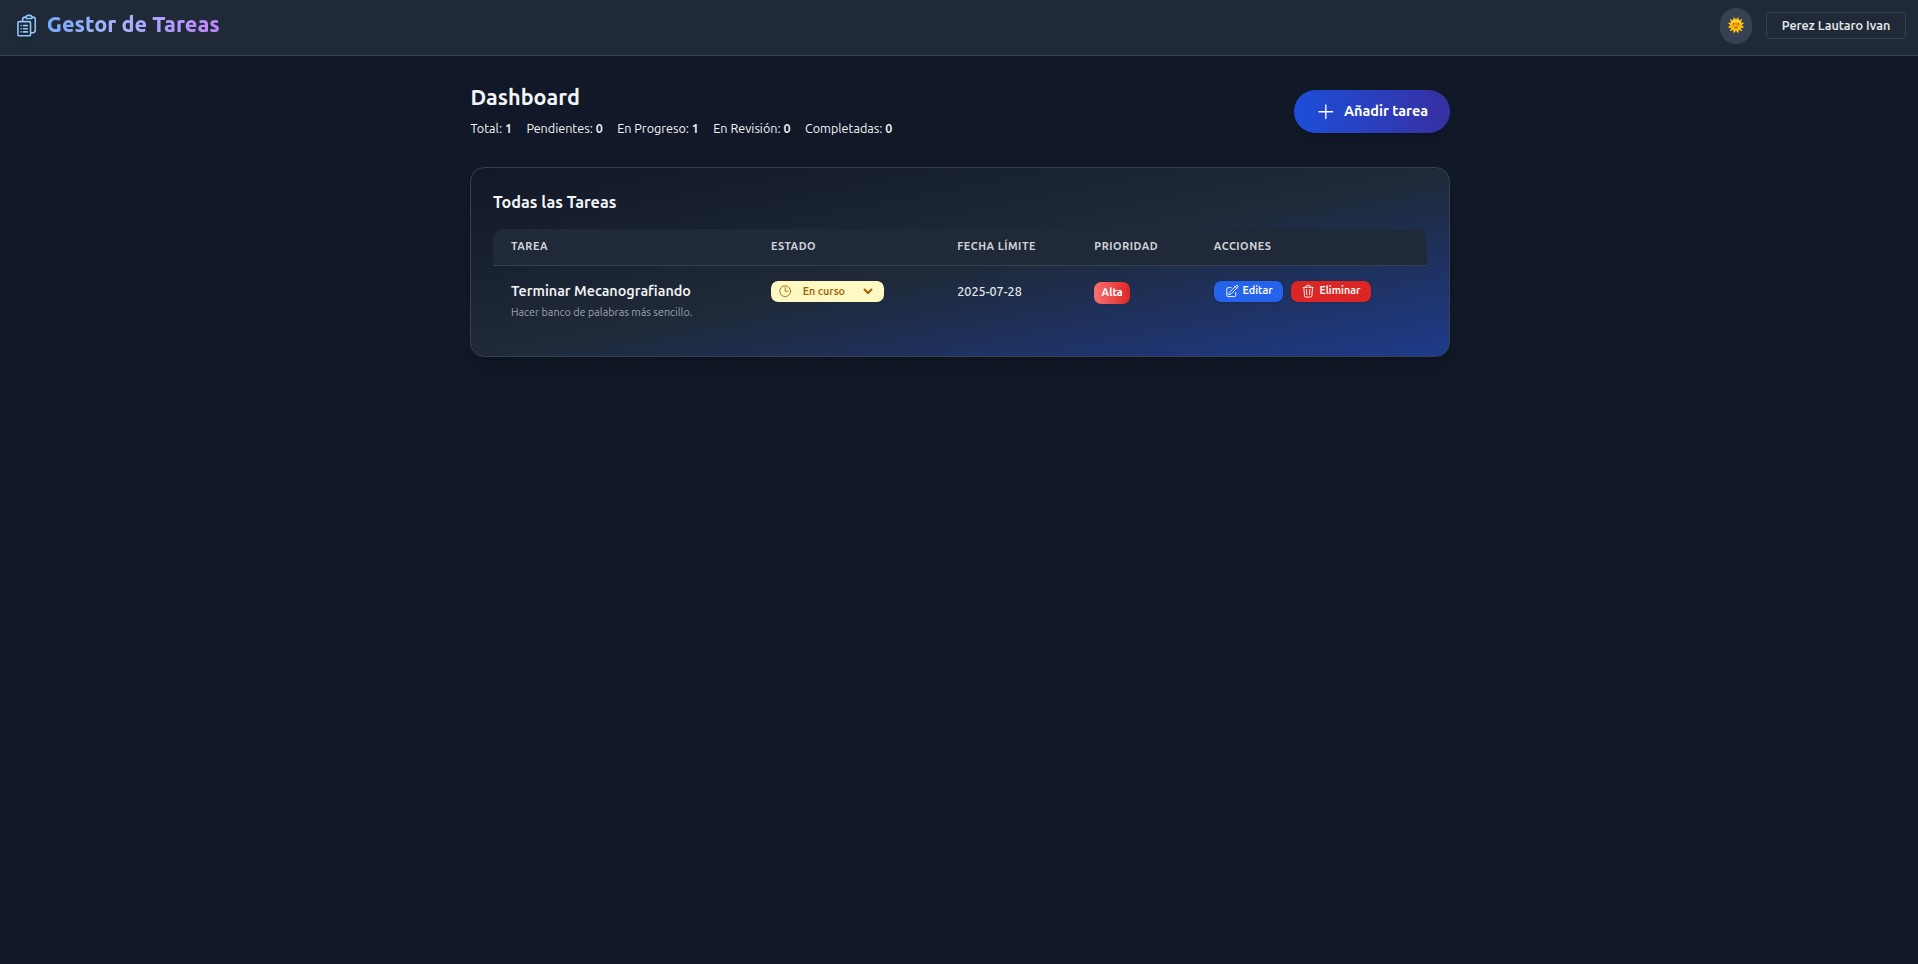 Gestor de Tareas
Perez Lautaro Ivan
Dashboard
Total: 1 Pendientes: 0 En Progreso: 1 En Revisión: 0 Completadas: 0
Añadir tarea
Todas las Tareas
TAREA ESTADO FECHA LÍMITE PRIORIDAD ACCIONES
Terminar Mecanografiando En curso 2025-07-28 Alta Editar Eliminar
Hacer banco de palabras más sencillo.